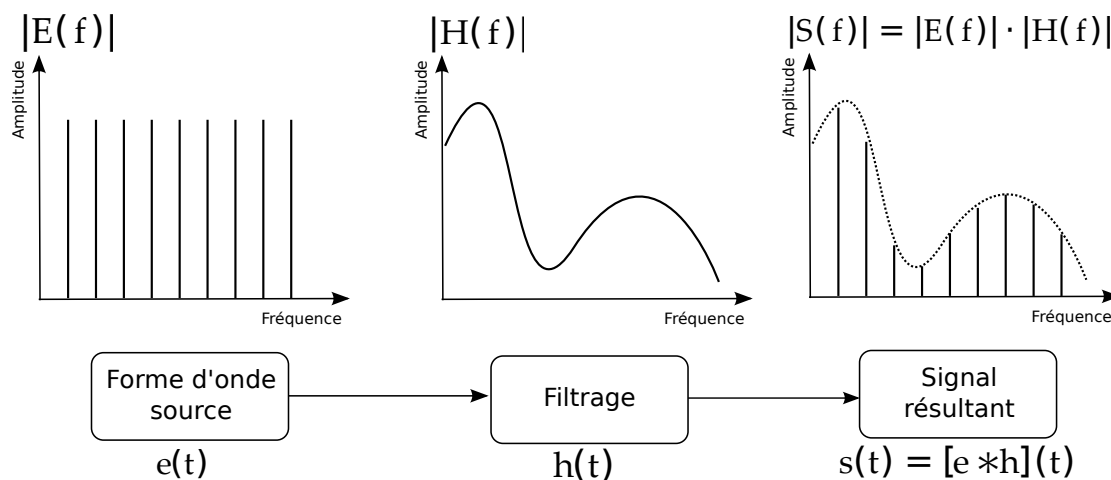 |E(f)|
Amplitude
Fréquence
|H(f)|
Amplitude
Fréquence
|S(f)| = |E(f)| · |H(f)|
Amplitude
Fréquence
Forme d'onde
source
e(t)
Filtrage
h(t)
Signal
résultant
s(t) = [e∗h](t)